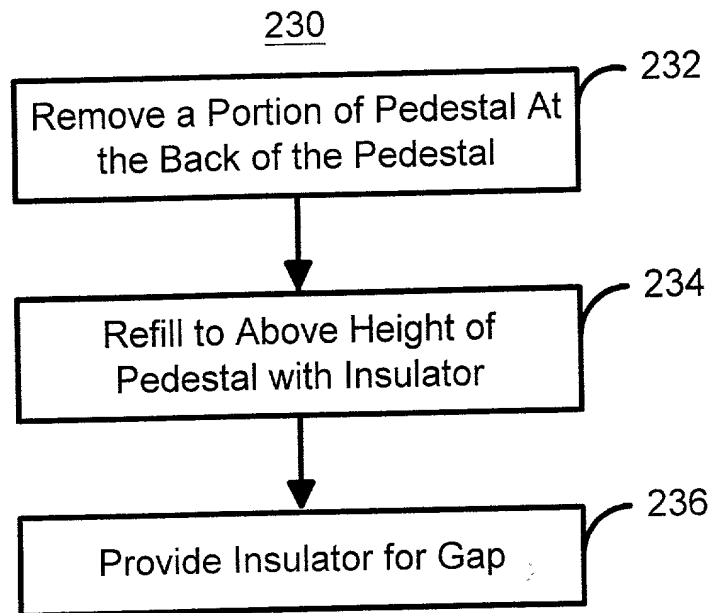 230
232
Remove a Portion of Pedestal At
the Back of the Pedestal
234
Refill to Above Height of
Pedestal with Insulator
236
Provide Insulator for Gap